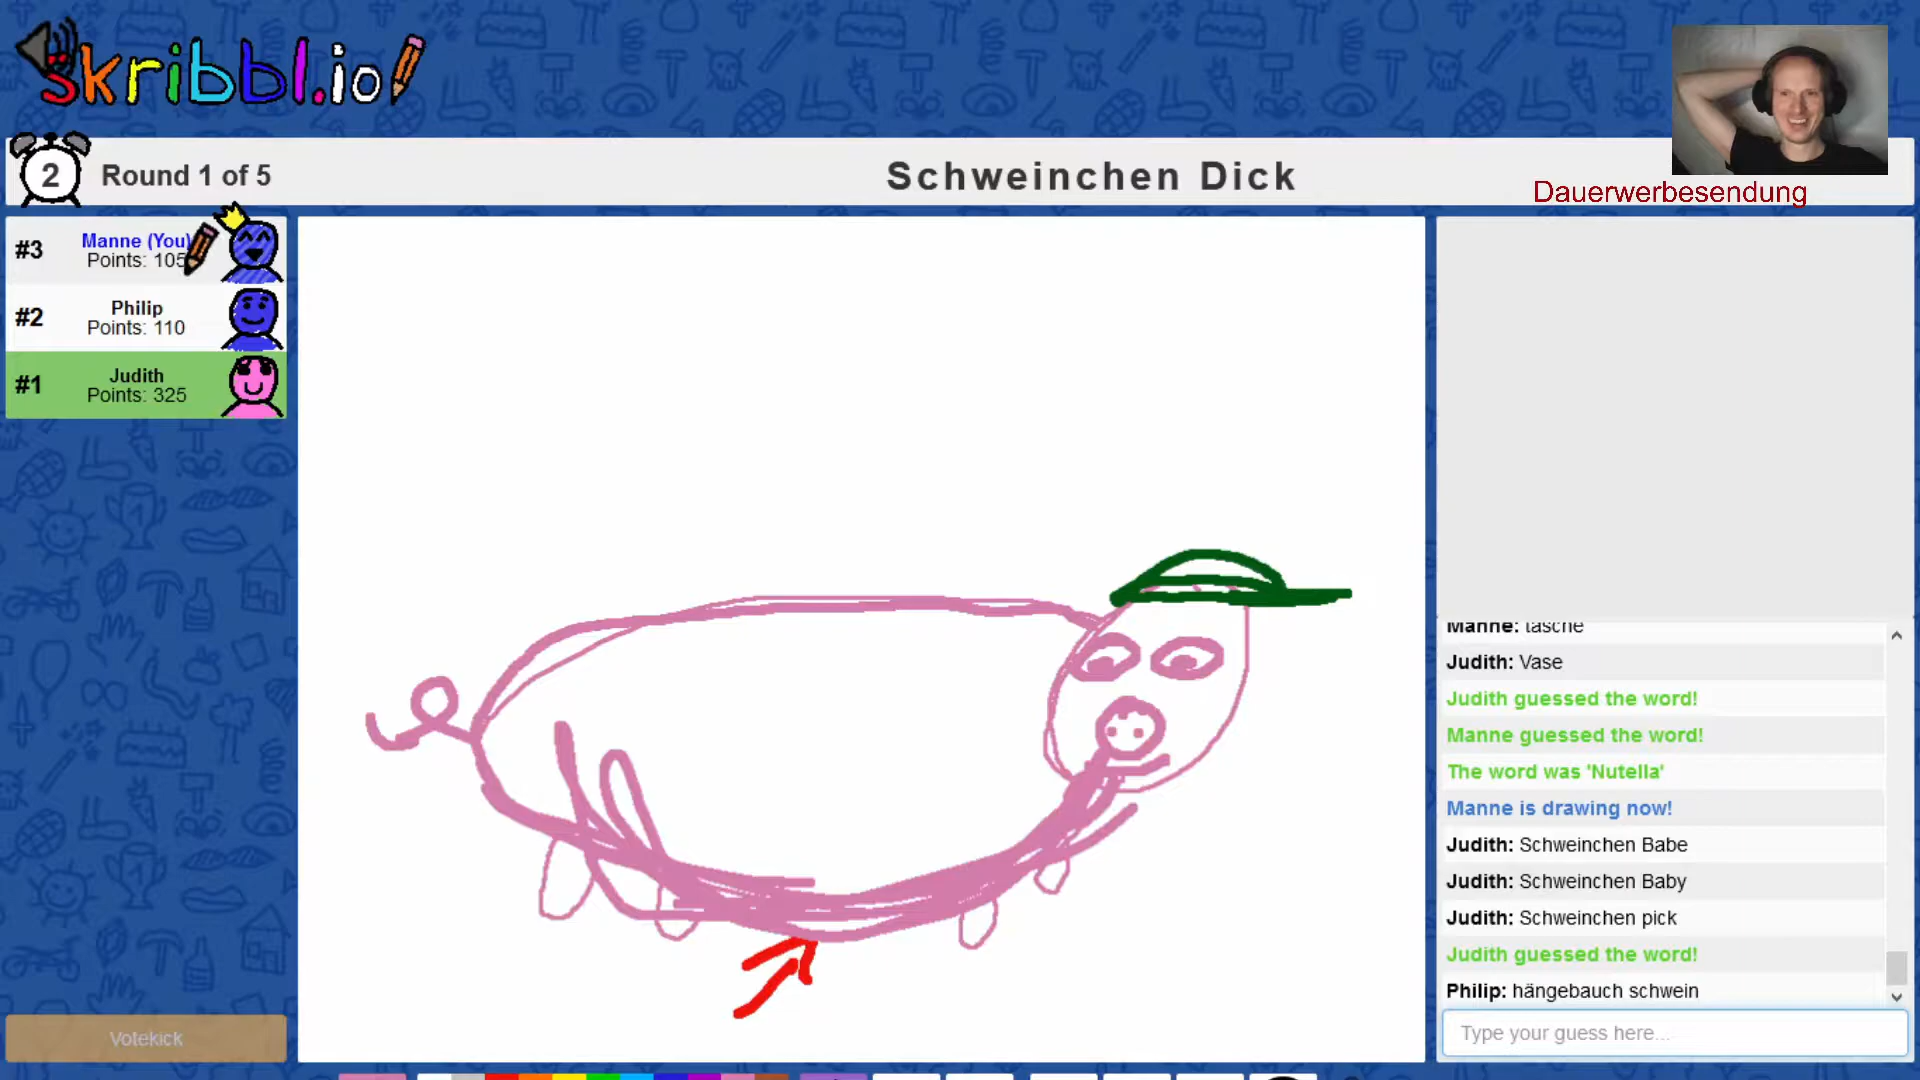 skribbl.io
2
Round 1 of 5
Schweinchen Dick
Dauerwerbesendung
#3
Manne (You)
Points: 105
#2
Philip
Points: 110
#1
Judith
Points: 325
Manne: tasche
Judith: Vase
Judith guessed the word!
Manne guessed the word!
The word was 'Nutella'
Manne is drawing now!
Judith: Schweinchen Babe
Judith: Schweinchen Baby
Judith: Schweinchen pick
Judith guessed the word!
Philip: hängebauch schwein
Votekick
Type your guess here...